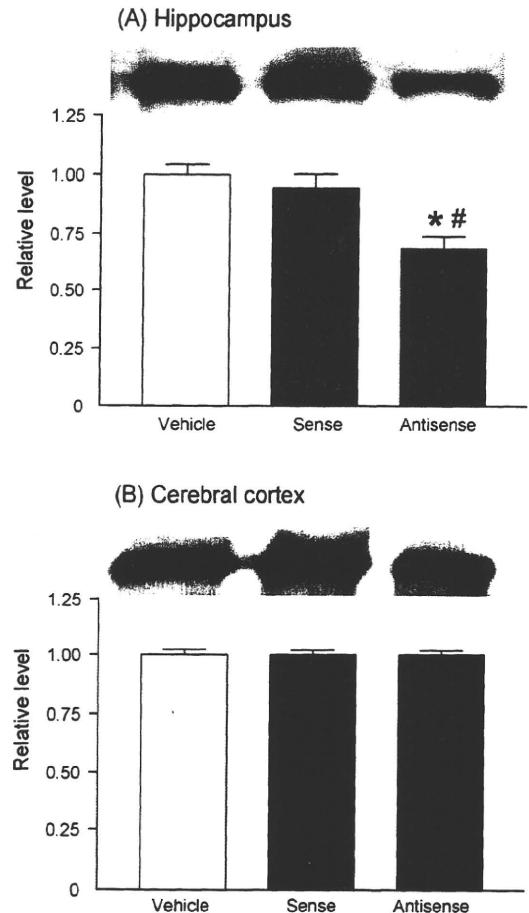 (A) Hippocampus
1.25
1.00
0.75
0.50
0.25
0
Relative level
* #
Vehicle Sense Antisense
(B) Cerebral cortex
1.25
1.00
0.75
0.50
0.25
0
Relative level
Vehicle Sense Antisense